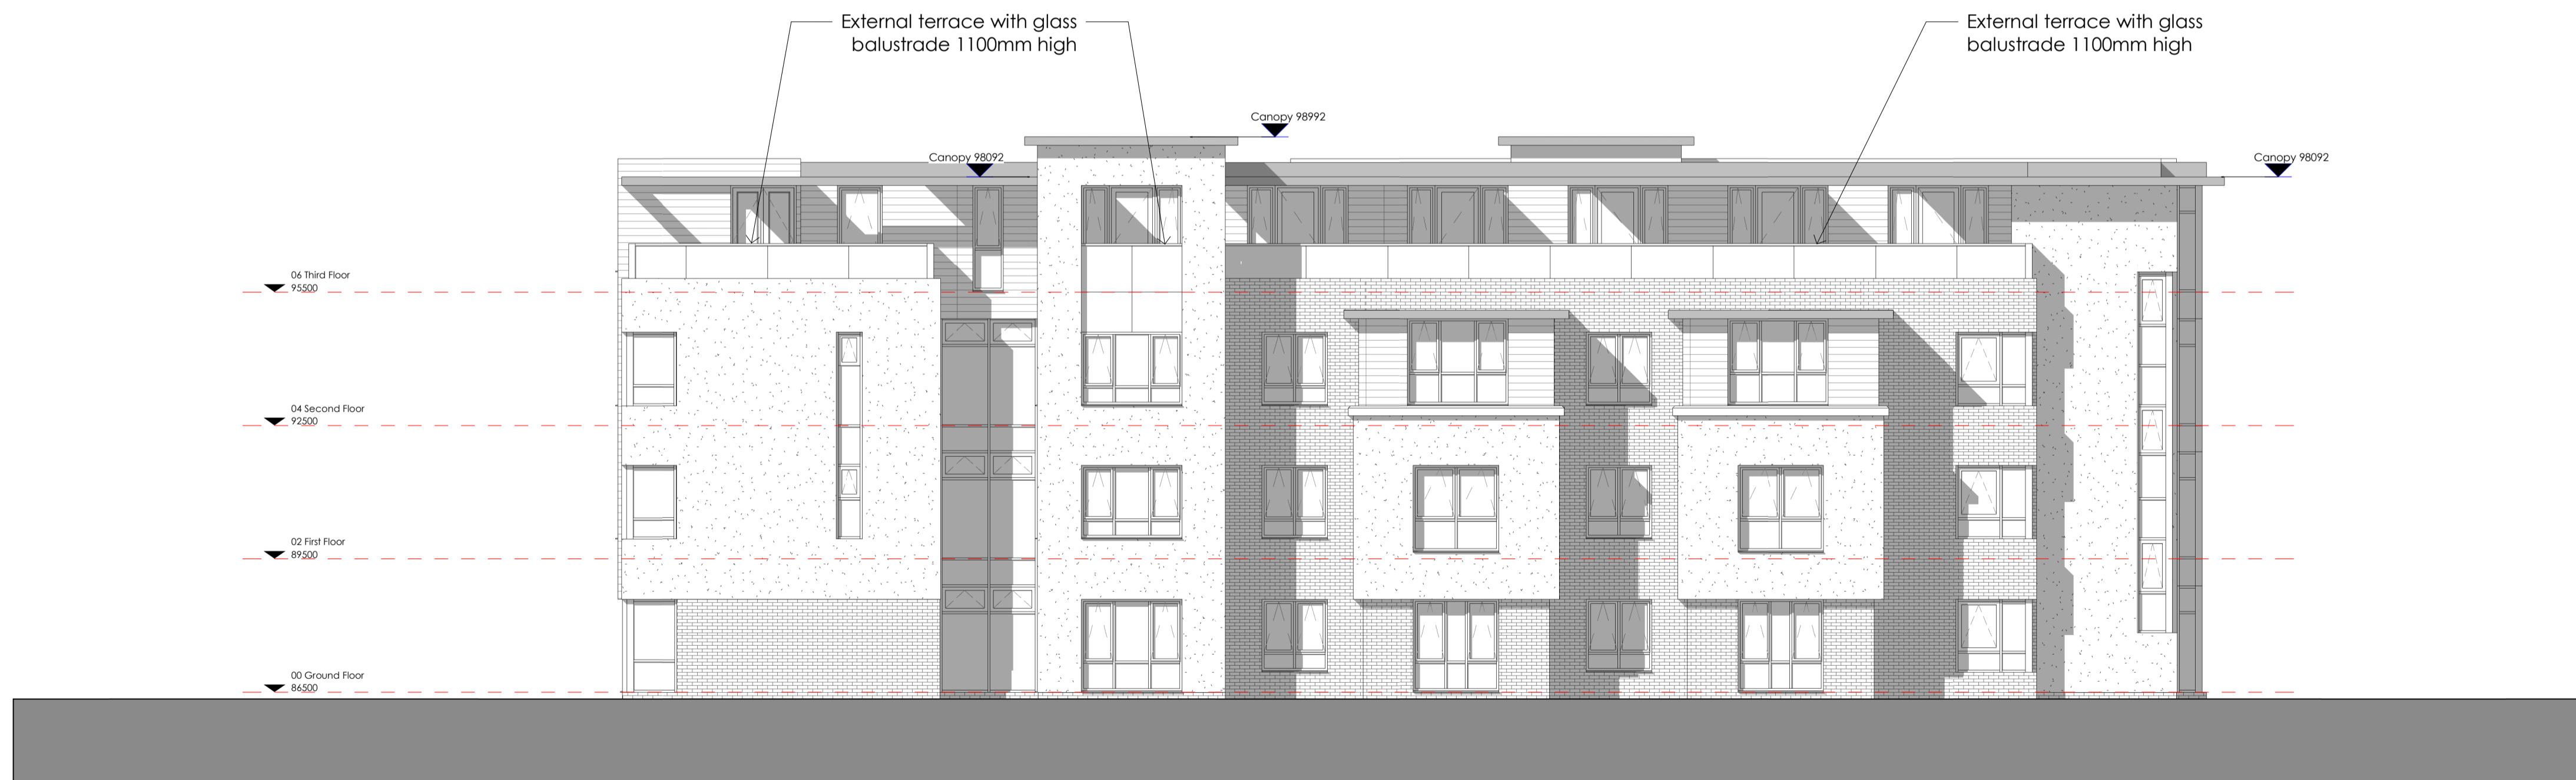 External terrace with glass
balustrade 1100mm high
External terrace with glass
balustrade 1100mm high
Canopy 98992
Canopy 98092
Canopy 98092
06 Third Floor
95500
04 Second Floor
92500
02 First Floor
89500
00 Ground Floor
86500